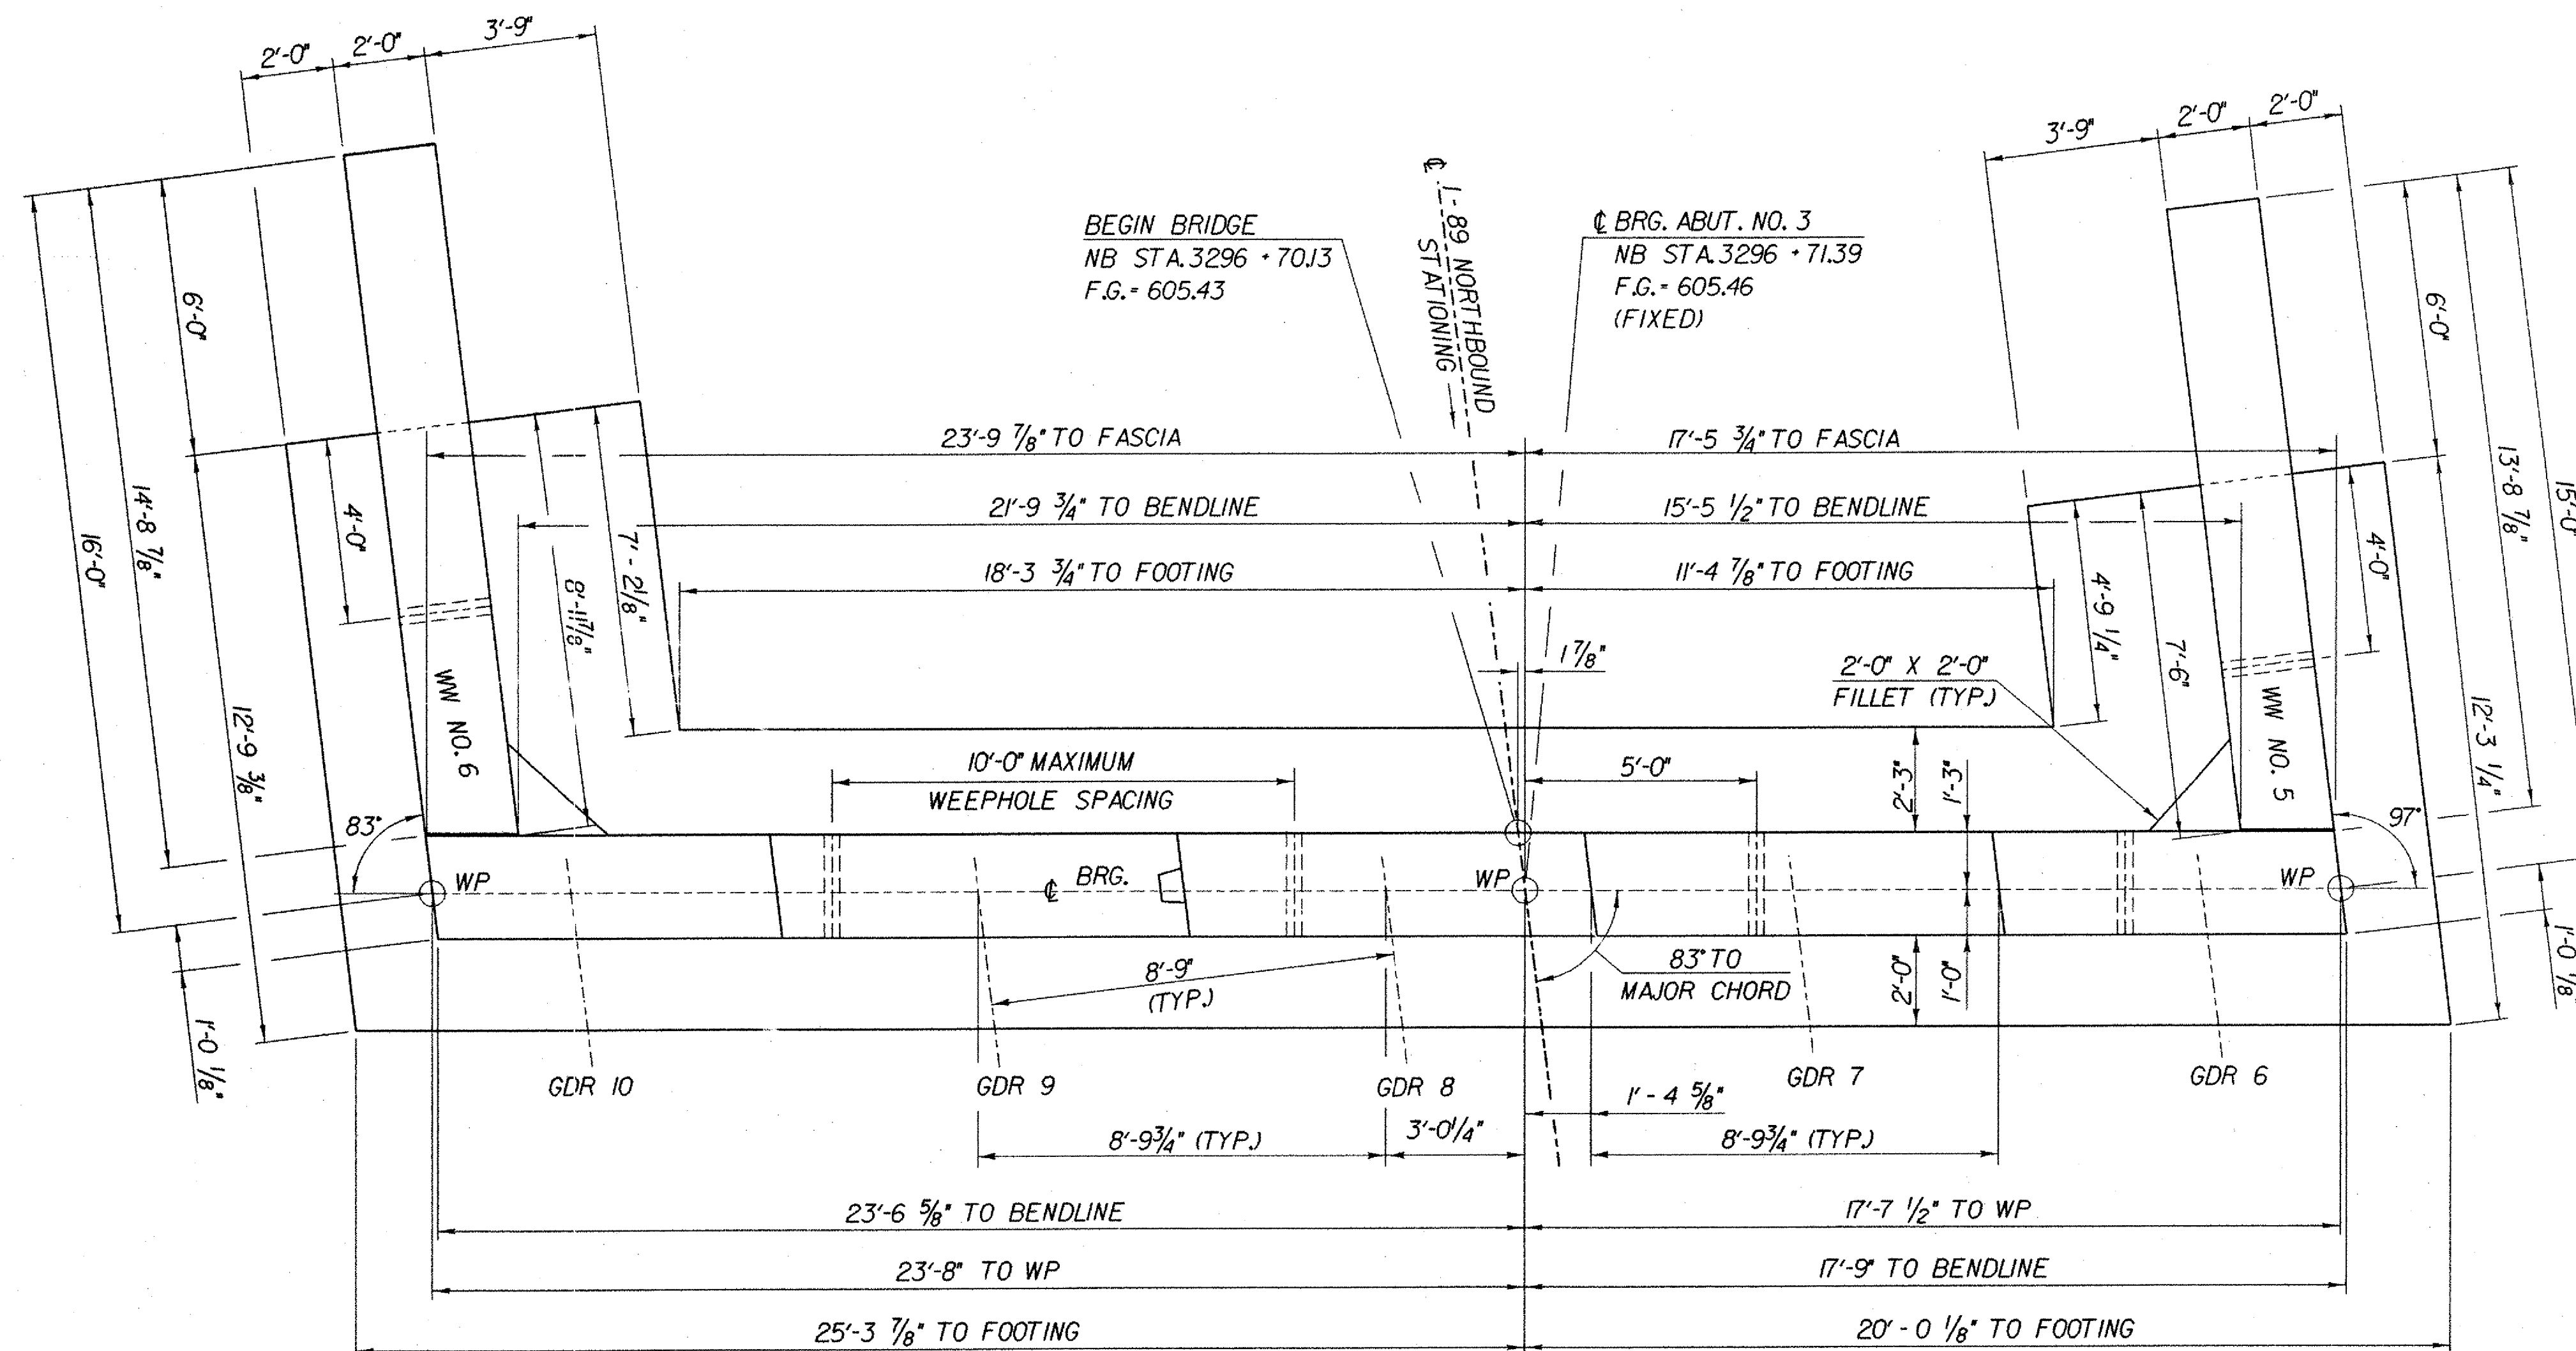 2'-0"
2'-0"
3'-9"
3'-9"
2'-0"
2'-0"
℄ I-89 NORTHBOUND
STATIONING
BEGIN BRIDGE
NB STA. 3296 + 70.13
F.G. = 605.43
℄ BRG. ABUT. NO. 3
NB STA. 3296 + 71.39
F.G. = 605.46
(FIXED)
6'-0"
14'-8 7/8"
16'-0"
12'-9 3/8"
4'-0"
8'-11 7/8"
7'-2 1/8"
6'-0"
13'-8 7/8"
15'-0"
4'-0"
4'-9 1/4"
7'-6"
12'-3 1/4"
23'-9 7/8" TO FASCIA
17'-5 3/4" TO FASCIA
21'-9 3/4" TO BENDLINE
15'-5 1/2" TO BENDLINE
18'-3 3/4" TO FOOTING
11'-4 7/8" TO FOOTING
1 7/8"
2'-0" X 2'-0"
FILLET (TYP.)
WW NO. 6
WW NO. 5
10'-0" MAXIMUM
WEEPHOLE SPACING
5'-0"
2'-3"
1'-3"
83°
97°
WP
℄ BRG.
WP
WP
8'-9"
(TYP.)
83° TO
MAJOR CHORD
2'-0"
1'-0"
1'-0 1/8"
1'-0 1/8"
GDR 10
GDR 9
GDR 8
GDR 7
GDR 6
1'-4 5/8"
8'-9 3/4" (TYP.)
3'-0 1/4"
8'-9 3/4" (TYP.)
23'-6 5/8" TO BENDLINE
17'-7 1/2" TO WP
23'-8" TO WP
17'-9" TO BENDLINE
25'-3 7/8" TO FOOTING
20'-0 1/8" TO FOOTING